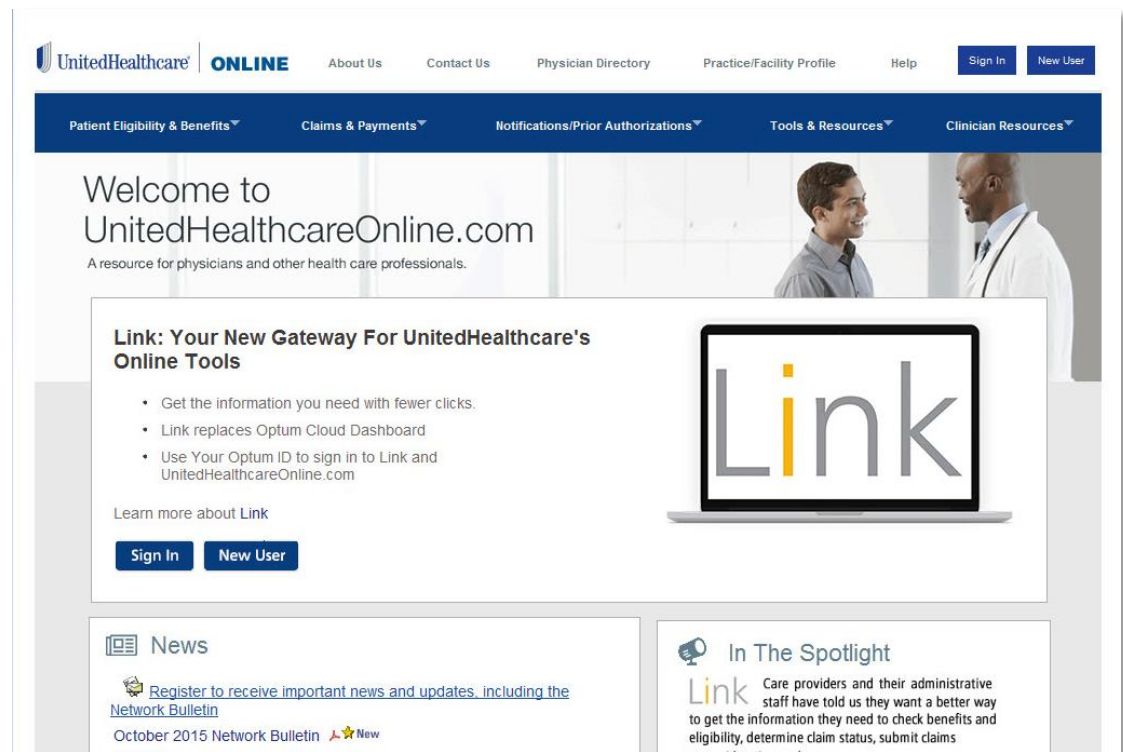 UnitedHealthcare® ONLINE About Us Contact Us Physician Directory Practice/Facility Profile Help Sign In New User
Patient Eligibility & Benefits Claims & Payments Notifications/Prior Authorizations Tools & Resources Clinician Resources
Welcome to
UnitedHealthcareOnline.com
A resource for physicians and other health care professionals.
Link: Your New Gateway For UnitedHealthcare's
Online Tools
• Get the information you need with fewer clicks.
• Link replaces Optum Cloud Dashboard
• Use Your Optum ID to sign in to Link and
UnitedHealthcareOnline.com
Learn more about Link
Sign In New User
Link
News
Register to receive important news and updates, including the
Network Bulletin
October 2015 Network Bulletin New
In The Spotlight
Link Care providers and their administrative
staff have told us they want a better way
to get the information they need to check benefits and
eligibility, determine claim status, submit claims